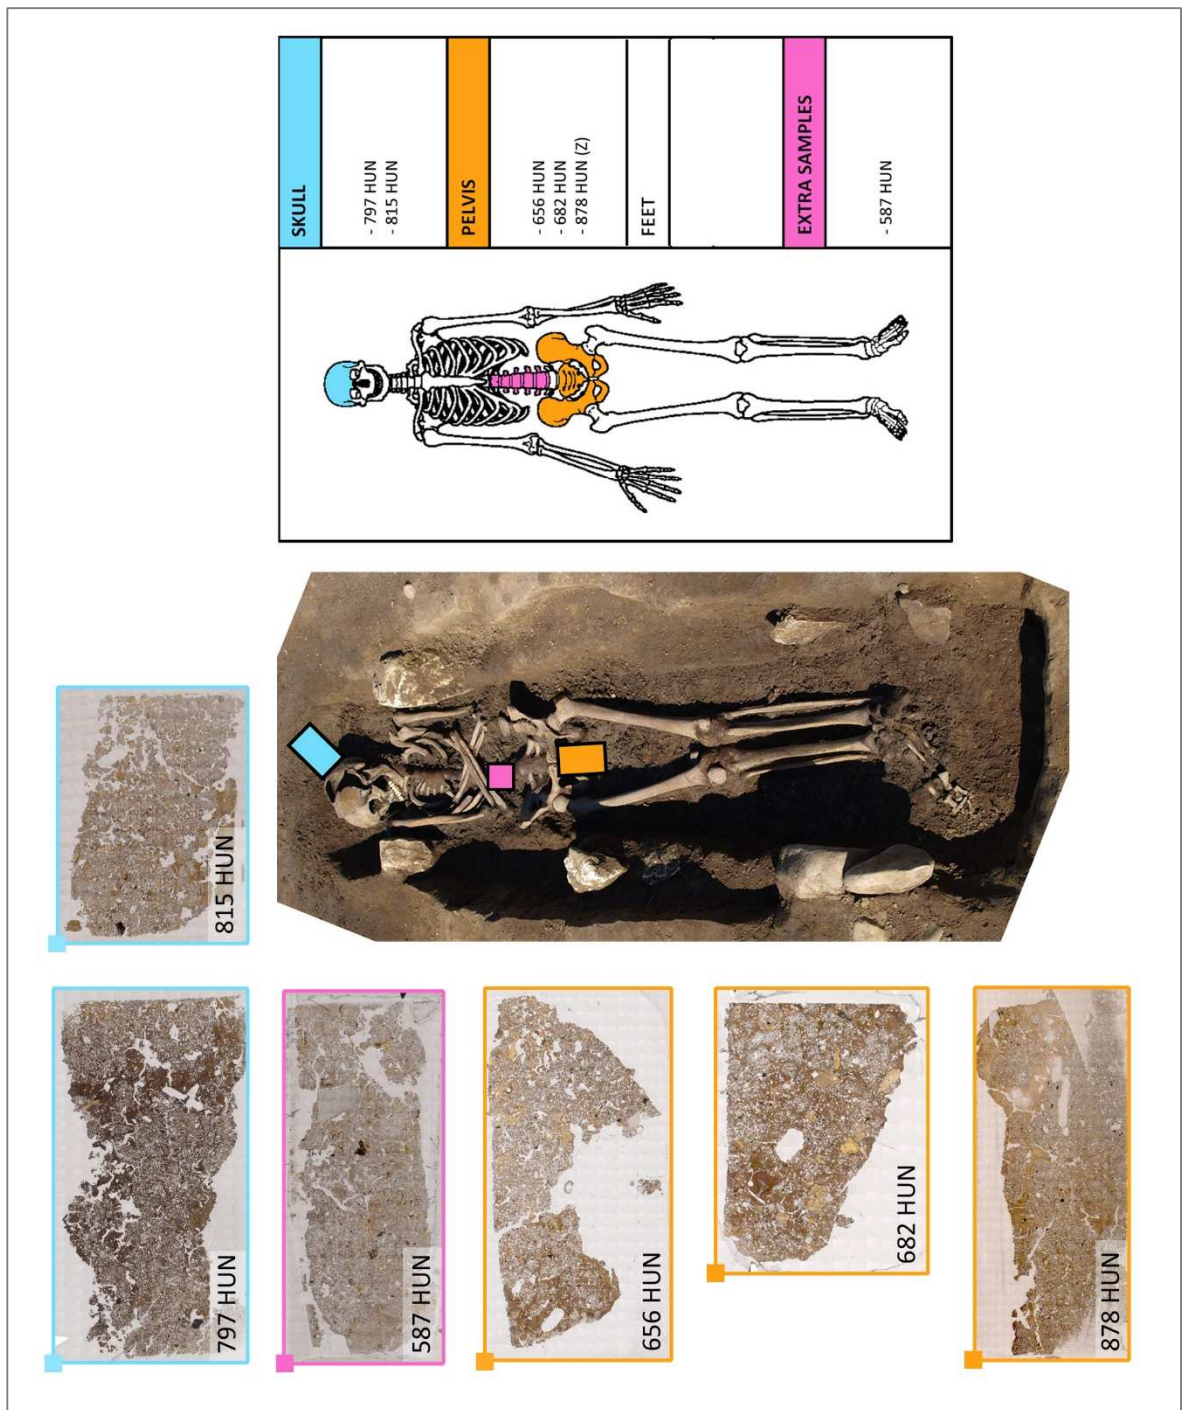 SKULL
- 797 HUN
- 815 HUN
PELVIS
- 656 HUN
- 682 HUN
- 878 HUN (Z)
FEET
EXTRA SAMPLES
- 587 HUN
815 HUN
797 HUN
587 HUN
656 HUN
682 HUN
878 HUN